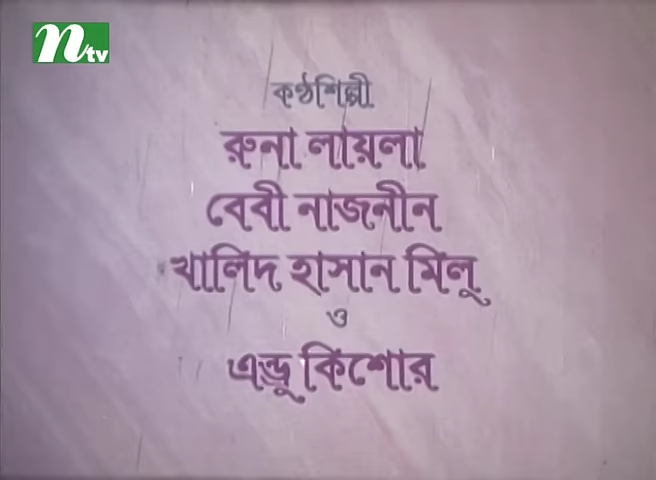 ntv
কণ্ঠশিল্পী
রুনা লায়লা
বেবী নাজনীন
খালিদ হাসান মিলু
ও
এন্ড্রু কিশোর